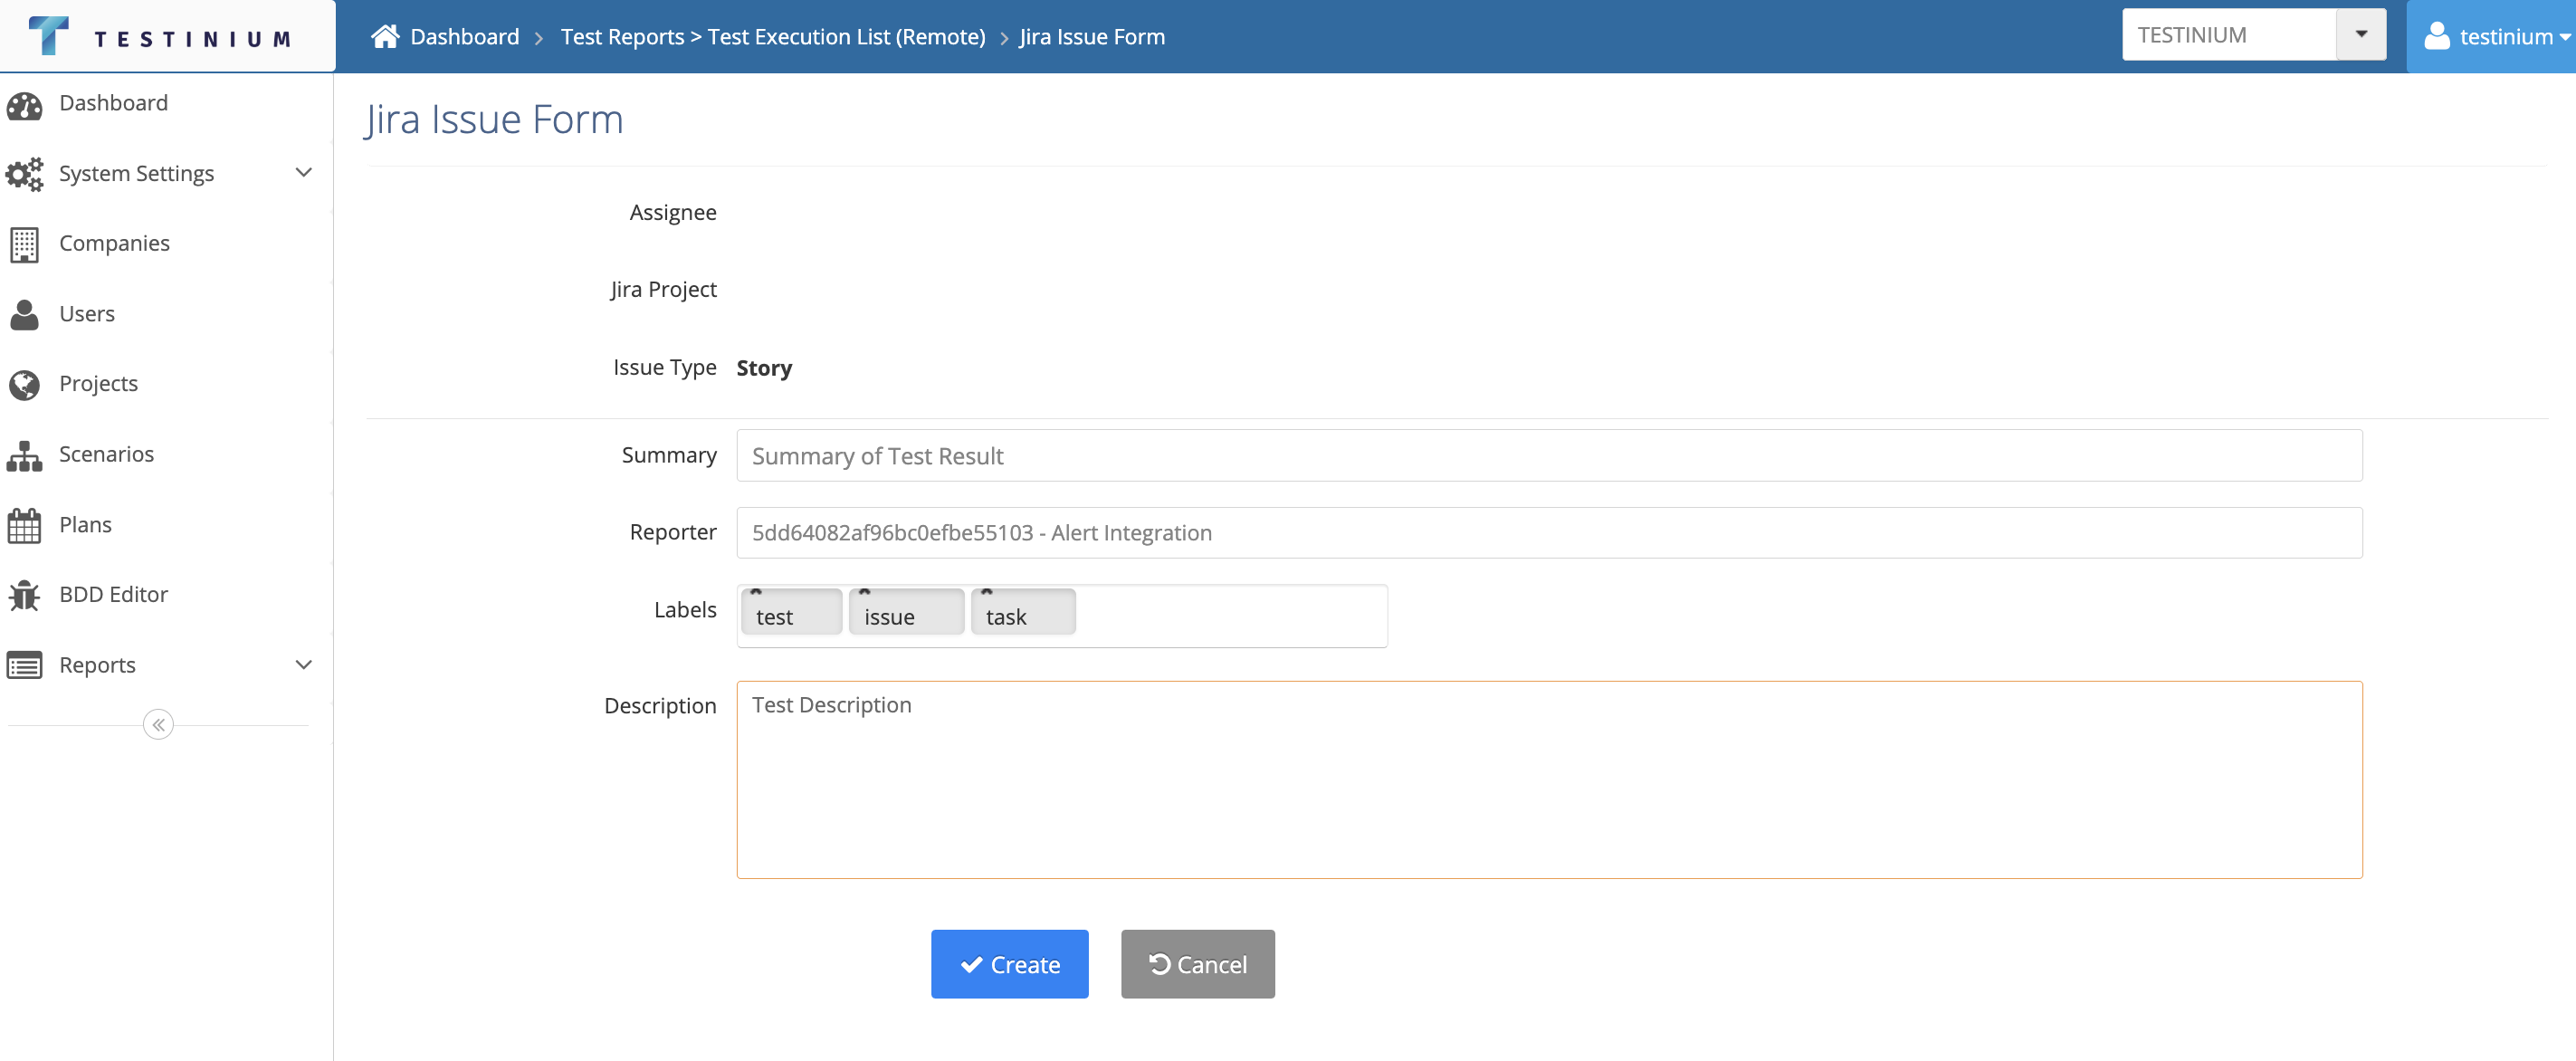 TESTINIUM
Dashboard > Test Reports > Test Execution List (Remote) > Jira Issue Form
TESTINIUM
testinium
Dashboard
System Settings
Companies
Users
Projects
Scenarios
Plans
BDD Editor
Reports
Jira Issue Form
Assignee
Jira Project
Issue Type Story
Summary Summary of Test Result
Reporter 5dd64082af96bc0efbe55103 - Alert Integration
Labels test issue task
Description Test Description
Create Cancel